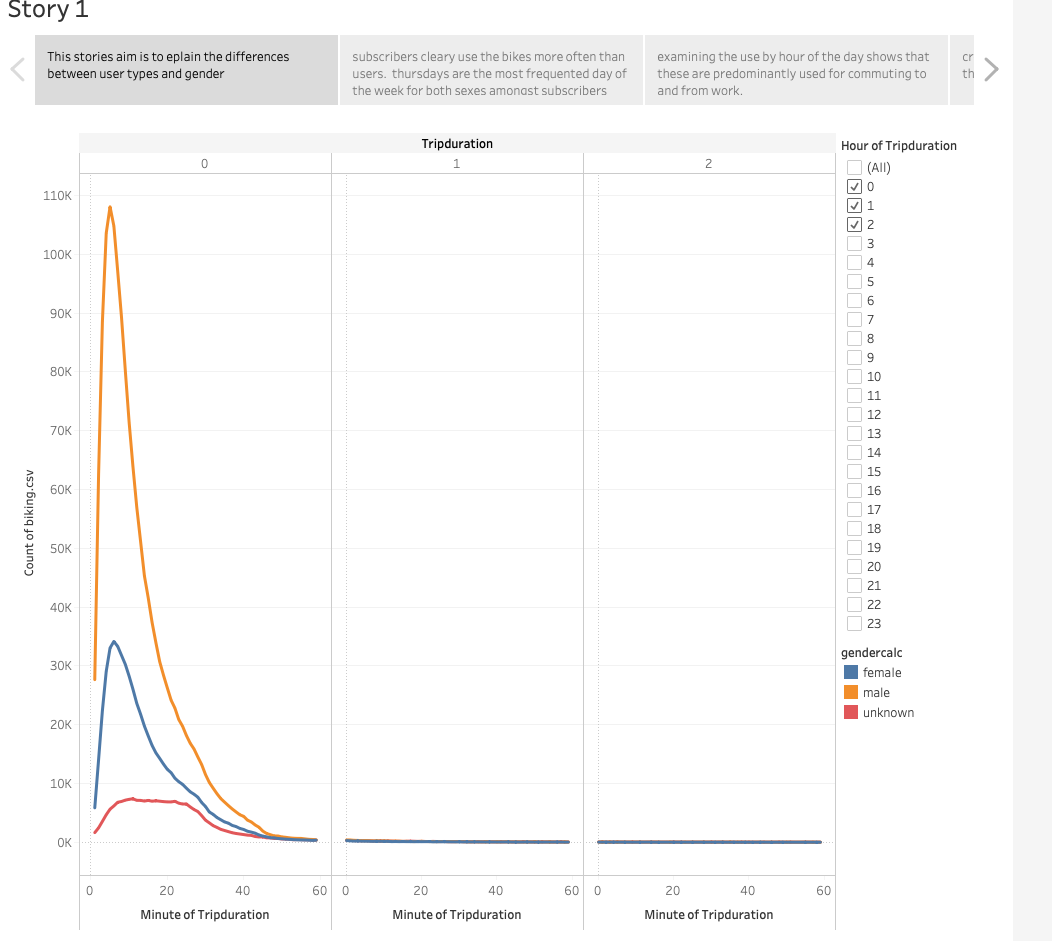 Story 1
This stories aim is to eplain the differences
between user types and gender
subscribers cleary use the bikes more often than
users. thursdays are the most frequented day of
the week for both sexes amongst subscribers
examining the use by hour of the day shows that
these are predominantly used for commuting to
and from work.
cr
th
Tripduration
0
1
2
110K
100K
90K
80K
70K
60K
50K
40K
30K
20K
10K
0K
Count of biking.csv
0
20
40
60
0
20
40
60
0
20
40
60
Minute of Tripduration
Minute of Tripduration
Minute of Tripduration
Hour of Tripduration
(All)
0
1
2
3
4
5
6
7
8
9
10
11
12
13
14
15
16
17
18
19
20
21
22
23
gendercalc
female
male
unknown